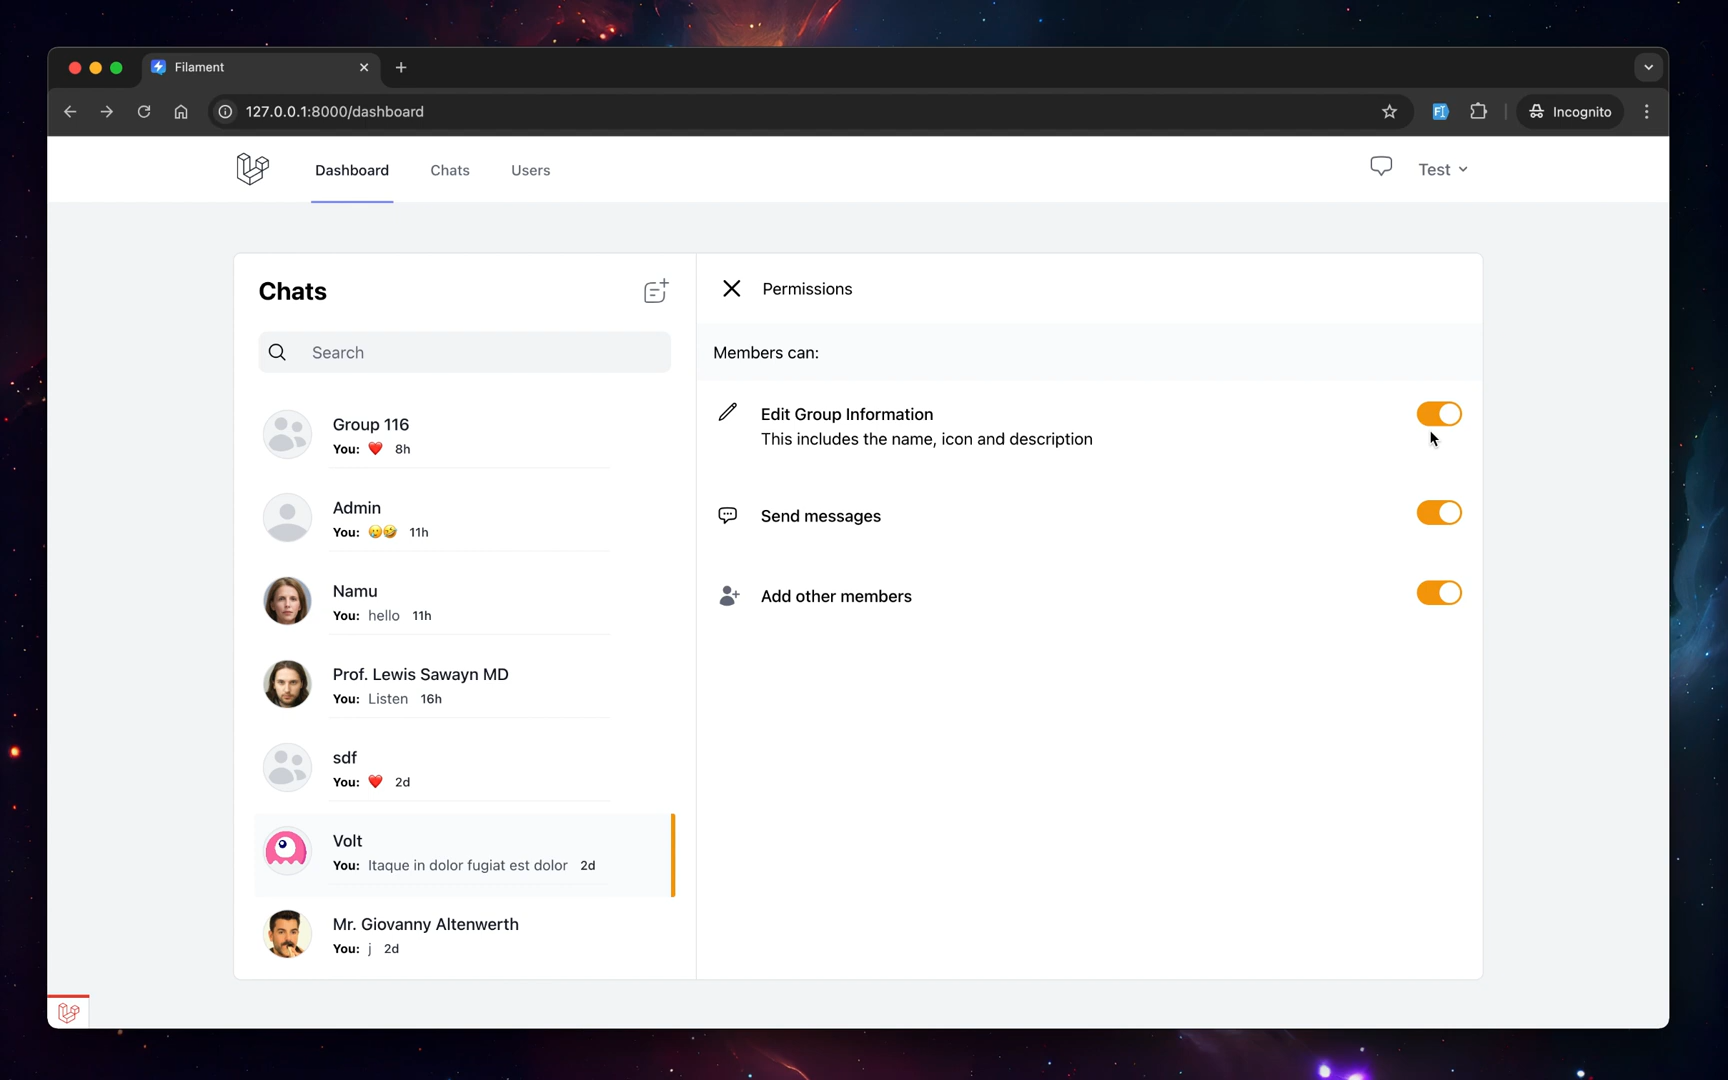 Filament
127.0.0.1:8000/dashboard
Incognito
Dashboard
Chats
Users
Test
Chats
Search
Group 116
You: ❤️ 8h
Admin
You: 🥲🤣 11h
Namu
You: hello 11h
Prof. Lewis Sawayn MD
You: Listen 16h
sdf
You: ❤️ 2d
Volt
You: Itaque in dolor fugiat est dolor 2d
Mr. Giovanny Altenwerth
You: j 2d
Permissions
Members can:
Edit Group Information
This includes the name, icon and description
Send messages
Add other members